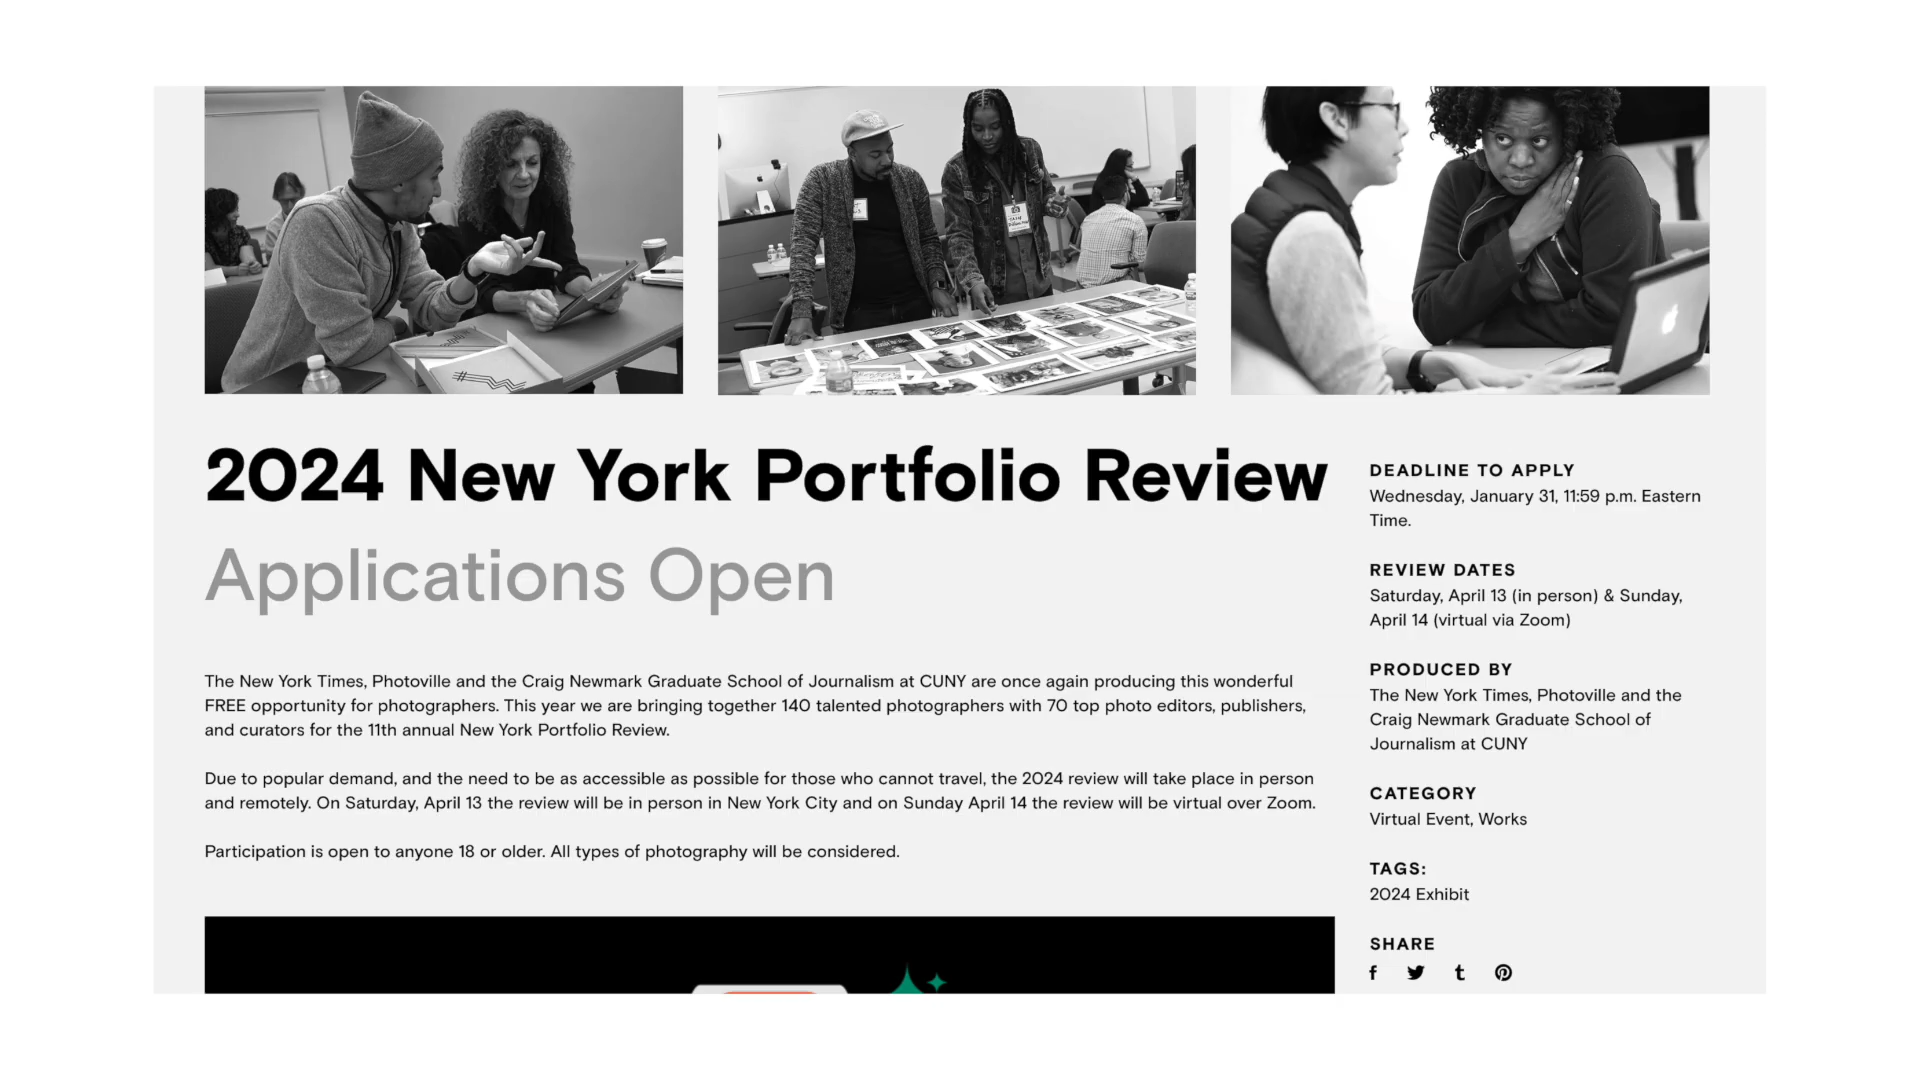 2024 New York Portfolio Review
Applications Open
The New York Times, Photoville and the Craig Newmark Graduate School of Journalism at CUNY are once again producing this wonderful
FREE opportunity for photographers. This year we are bringing together 140 talented photographers with 70 top photo editors, publishers,
and curators for the 11th annual New York Portfolio Review.
Due to popular demand, and the need to be as accessible as possible for those who cannot travel, the 2024 review will take place in person
and remotely. On Saturday, April 13 the review will be in person in New York City and on Sunday April 14 the review will be virtual over Zoom.
Participation is open to anyone 18 or older. All types of photography will be considered.
DEADLINE TO APPLY
Wednesday, January 31, 11:59 p.m. Eastern
Time.
REVIEW DATES
Saturday, April 13 (in person) & Sunday,
April 14 (virtual via Zoom)
PRODUCED BY
The New York Times, Photoville and the
Craig Newmark Graduate School of
Journalism at CUNY
CATEGORY
Virtual Event, Works
TAGS:
2024 Exhibit
SHARE